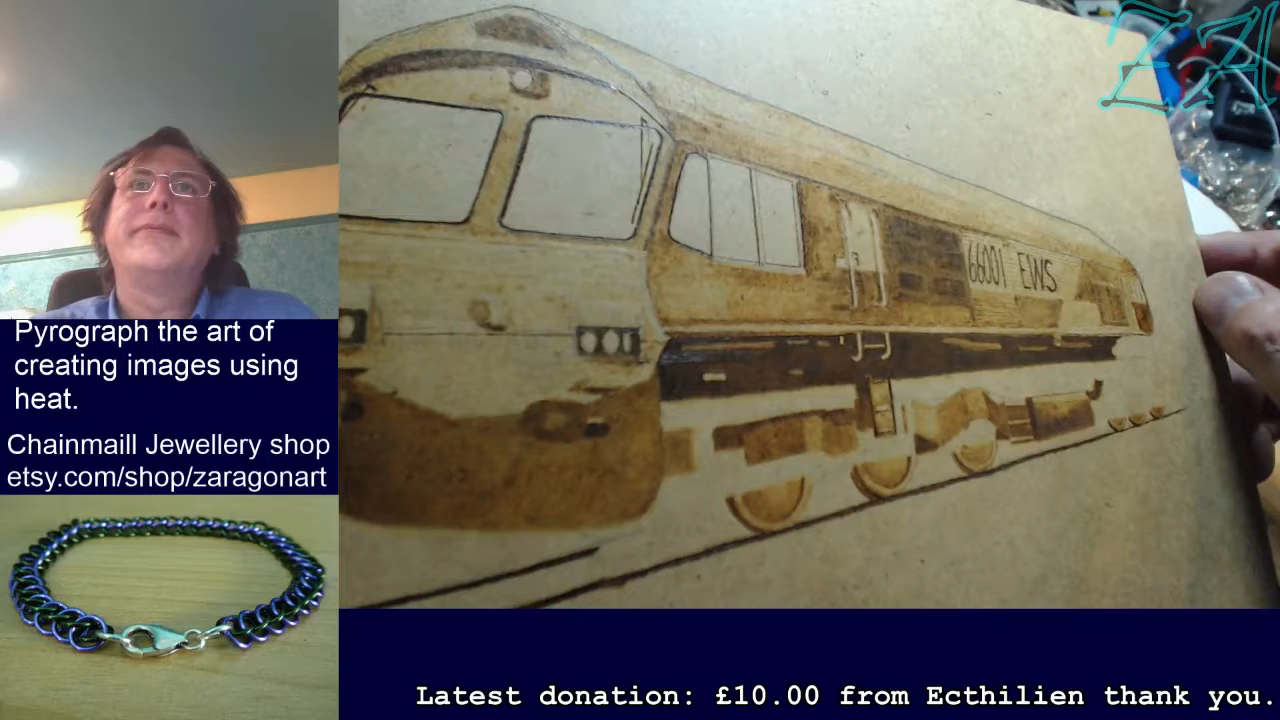 ZA
Pyrograph the art of
creating images using
heat.
Chainmaill Jewellery shop
etsy.com/shop/zaragonart
66001 EWS
Latest donation: £10.00 from Ecthilien thank you.